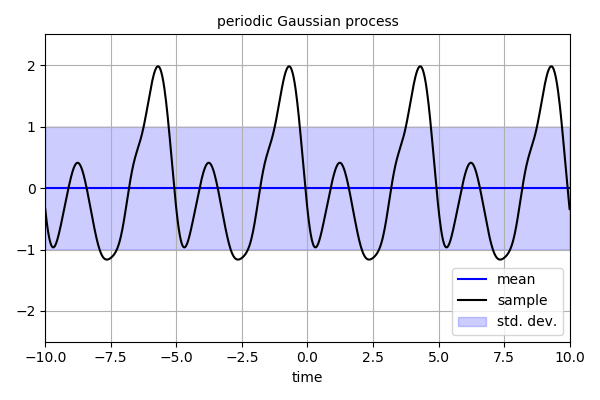 periodic Gaussian process
2
1
0
−1
−2
mean
sample
std. dev.
−10.0 −7.5 −5.0 −2.5 0.0 2.5 5.0 7.5 10.0
time